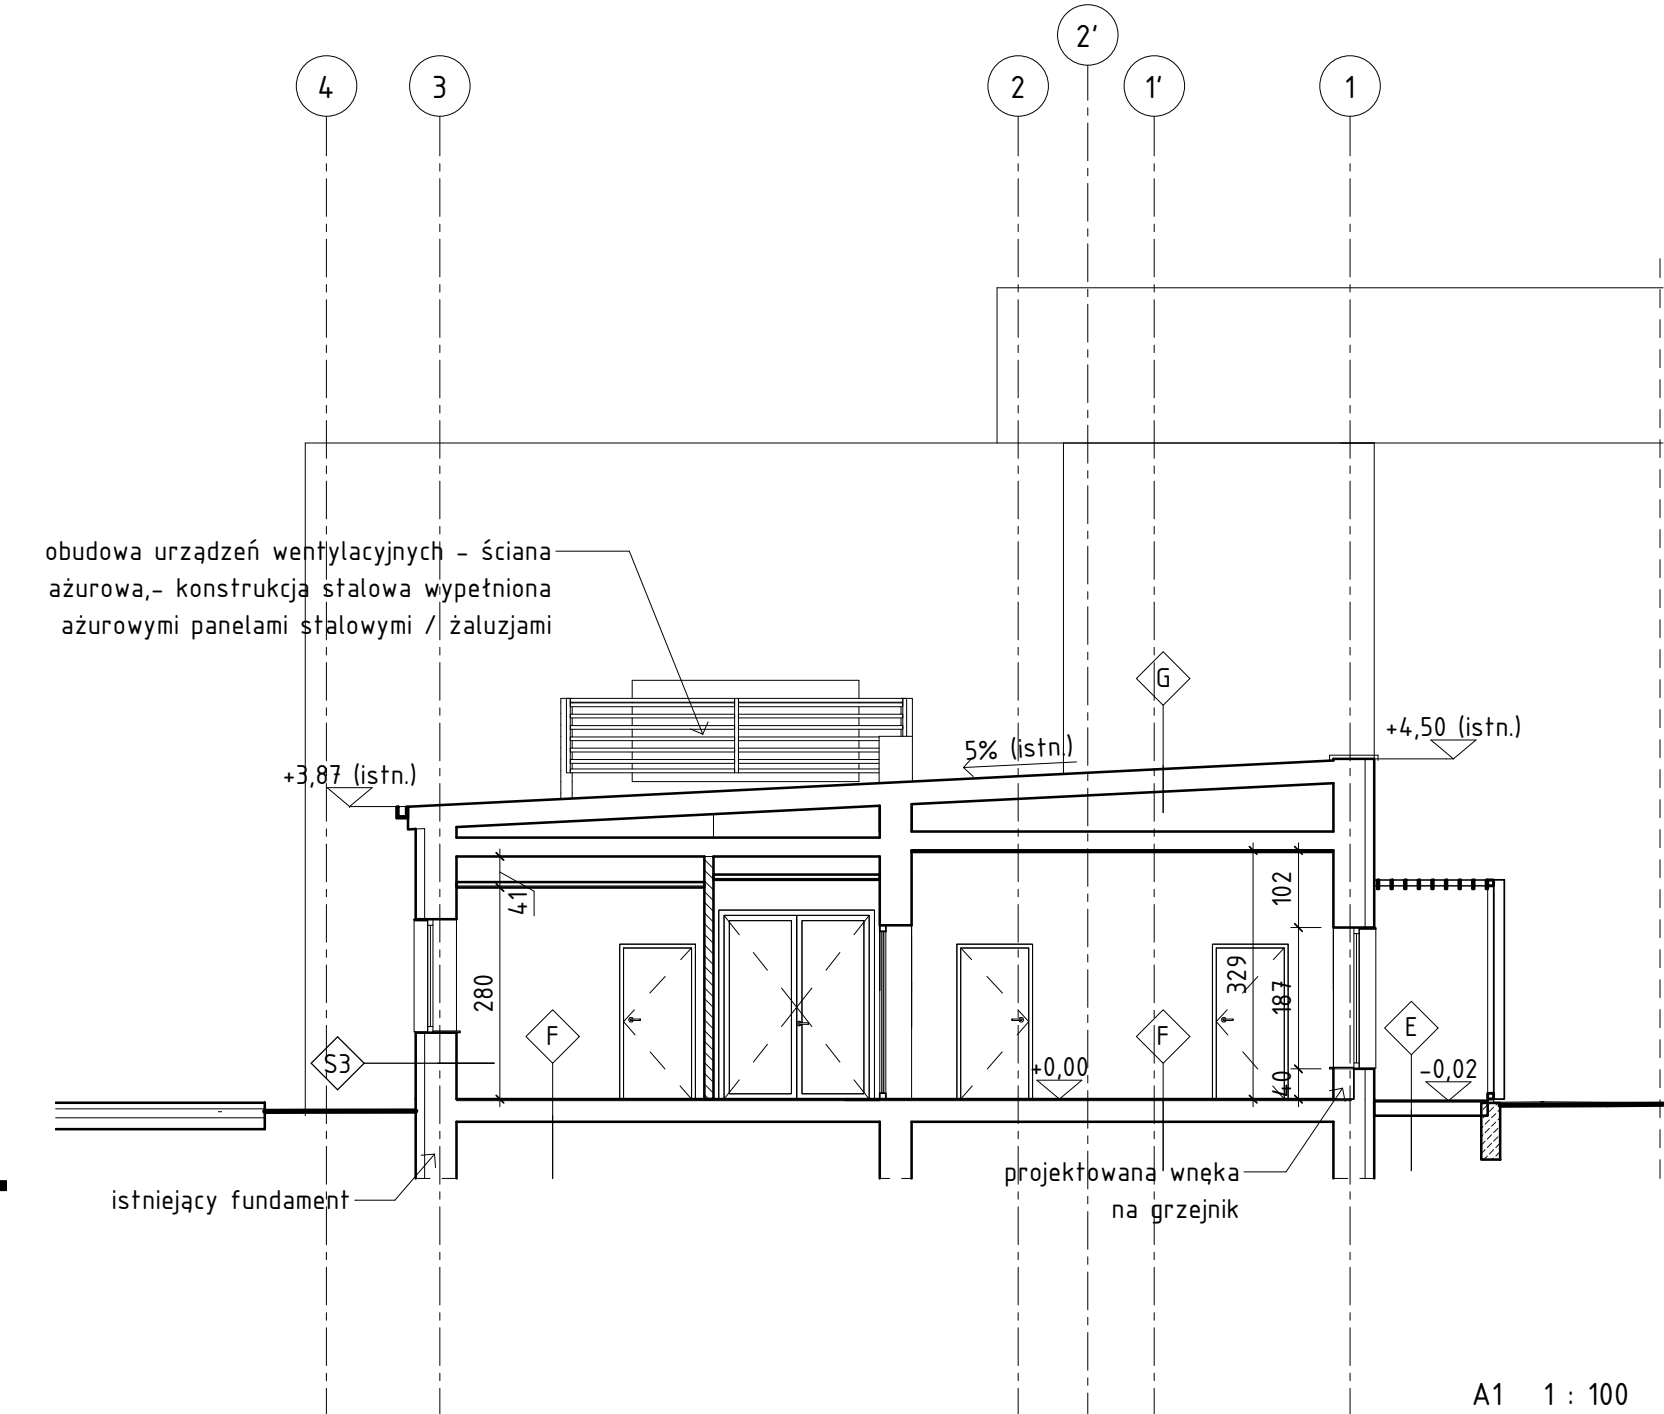 2'
4
3
2
1'
1
obudowa urządzeń wentylacyjnych - ściana
ażurowa,- konstrukcja stalowa wypełniona
ażurowymi panelami stalowymi / żaluzjami
G
+4,50 (istn.)
5% (istn.)
+3,87 (istn.)
41
102
280
329
187
F
F
E
S3
+0,00
-0,02
40
projektowana wnęka
na grzejnik
istniejący fundament
A1 1 : 100